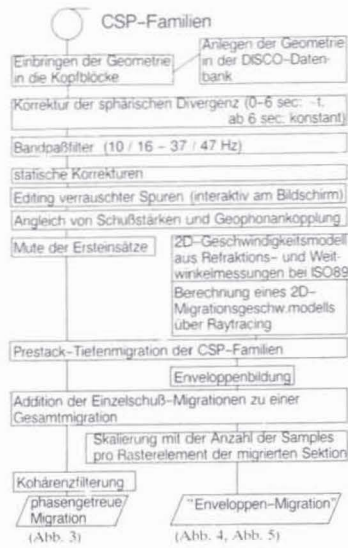 CSP-Familien
Anlegen der Geometrie
in der DISCO-Daten-
bank
Einbringen der Geometrie
in die Kopfblöcke
Korrektur der sphärischen Divergenz (0-6 sec: ~t,
ab 6 sec: konstant)
Bandpaßfilter (10 / 16 - 37 / 47 Hz)
statische Korrekturen
Editing verrauschter Spuren (interaktiv am Bildschirm)
Angleich von Schußstärken und Geophonankopplung
Mute der Ersteinsätze
2D-Geschwindigkeitsmodell
aus Refraktions- und Weit-
winkelmessungen bei ISO89
Berechnung eines 2D-
Migrationsgeschw.modells
über Raytracing
Prestack-Tiefenmigration der CSP-Familien
Enveloppenbildung
Addition der Einzelschuß-Migrationen zu einer
Gesamtmigration
Skalierung mit der Anzahl der Samples
pro Rasterelement der migrierten Sektion
Kohärenzfilterung
phasengetreue
Migration
"Enveloppen-Migration"
(Abb. 3)
(Abb. 4, Abb. 5)